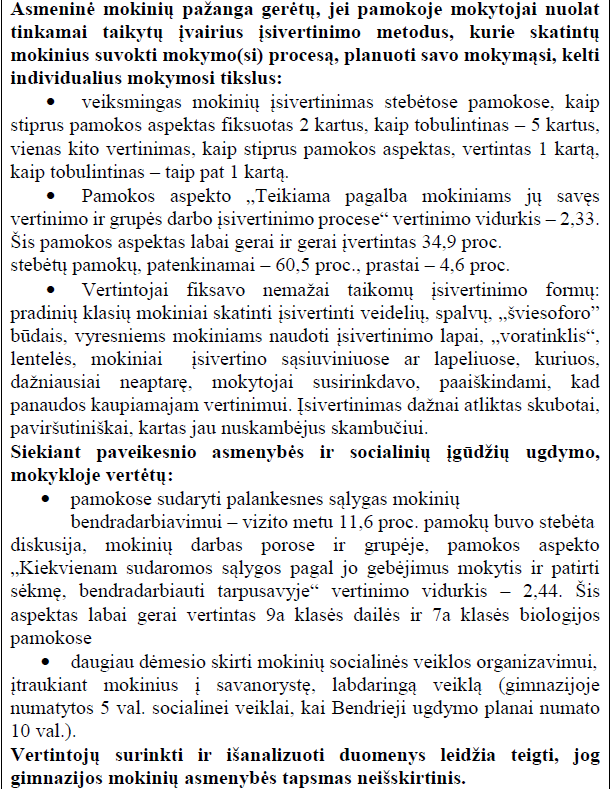 Asmeninė mokinių pažanga gerėtų, jei pamokoje mokytojai nuolat
tinkamai taikytų įvairius įsivertinimo metodus, kurie skatintų
mokinius suvokti mokymo(si) procesą, planuoti savo mokymąsi, kelti
individualius mokymosi tikslus:
• veiksmingas mokinių įsivertinimas stebėtose pamokose, kaip
stiprus pamokos aspektas fiksuotas 2 kartus, kaip tobulintinas – 5 kartus,
vienas kito vertinimas, kaip stiprus pamokos aspektas, vertintas 1 kartą,
kaip tobulintinas – taip pat 1 kartą.
• Pamokos aspekto „Teikiama pagalba mokiniams jų savęs
vertinimo ir grupės darbo įsivertinimo procese“ vertinimo vidurkis – 2,33.
Šis pamokos aspektas labai gerai ir gerai įvertintas 34,9 proc.
stebėtų pamokų, patenkinamai – 60,5 proc., prastai – 4,6 proc.
• Vertintojai fiksavo nemažai taikomų įsivertinimo formų:
pradinių klasių mokiniai skatinti įsivertinti veidelių, spalvų, „šviesoforo”
būdais, vyresniems mokiniams naudoti įsivertinimo lapai, „voratinklis“,
lentelės, mokiniai įsivertino sąsiuviniuose ar lapeliuose, kuriuos,
dažniausiai neaptarę, mokytojai susirinkdavo, paaiškindami, kad
panaudos kaupiamajam vertinimui. Įsivertinimas dažnai atliktas skubotai,
paviršutiniškai, kartas jau nuskambėjus skambučiui.
Siekiant paveikesnio asmenybės ir socialinių įgūdžių ugdymo,
mokykloje vertėtų:
• pamokose sudaryti palankesnes sąlygas mokinių
bendradarbiavimui – vizito metu 11,6 proc. pamokų buvo stebėta
diskusija, mokinių darbas porose ir grupėje, pamokos aspekto
„Kiekvienam sudaromos sąlygos pagal jo gebėjimus mokytis ir patirti
sėkmę, bendradarbiauti tarpusavyje“ vertinimo vidurkis – 2,44. Šis
aspektas labai gerai vertintas 9a klasės dailės ir 7a klasės biologijos
pamokose
• daugiau dėmesio skirti mokinių socialinės veiklos organizavimui,
įtraukiant mokinius į savanorystę, labdaringą veiklą (gimnazijoje
numatytos 5 val. socialinei veiklai, kai Bendrieji ugdymo planai numato
10 val.).
Vertintojų surinkti ir išanalizuoti duomenys leidžia teigti, jog
gimnazijos mokinių asmenybės tapsmas neišskirtinis.